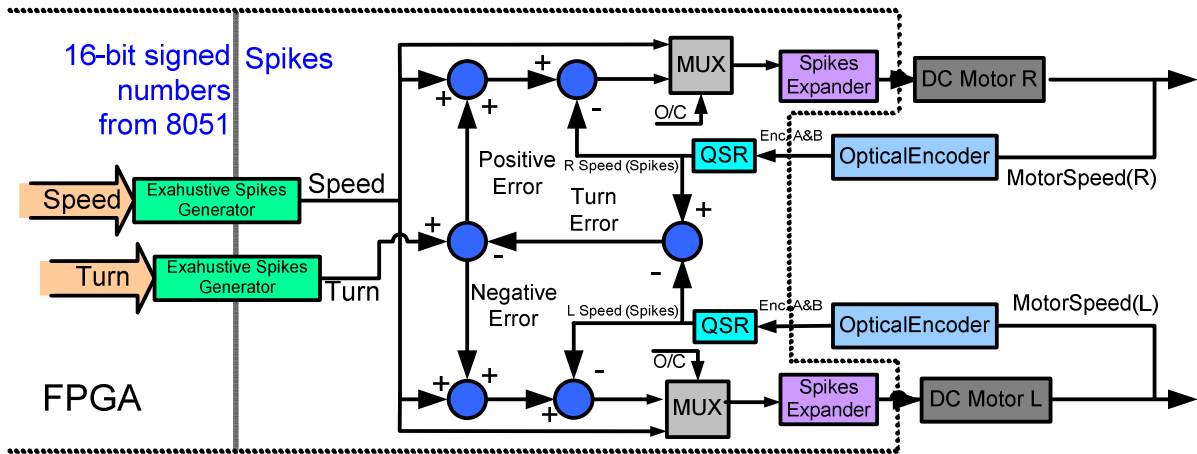 16-bit signed
numbers
from 8051
Spikes
MUX
Spikes
Expander
DC Motor R
+
-
+
+
O/C
Enc. A&B
QSR
OpticalEncoder
Positive
Error
R Speed (Spikes)
MotorSpeed(R)
Speed
Exahustive Spikes
Generator
Speed
Turn
Error
+
+
-
-
Turn
Exahustive Spikes
Generator
Turn
Negative
Error
L Speed (Spikes)
Enc. A&B
QSR
OpticalEncoder
MotorSpeed(L)
O/C
FPGA
+
+
+
-
MUX
Spikes
Expander
DC Motor L